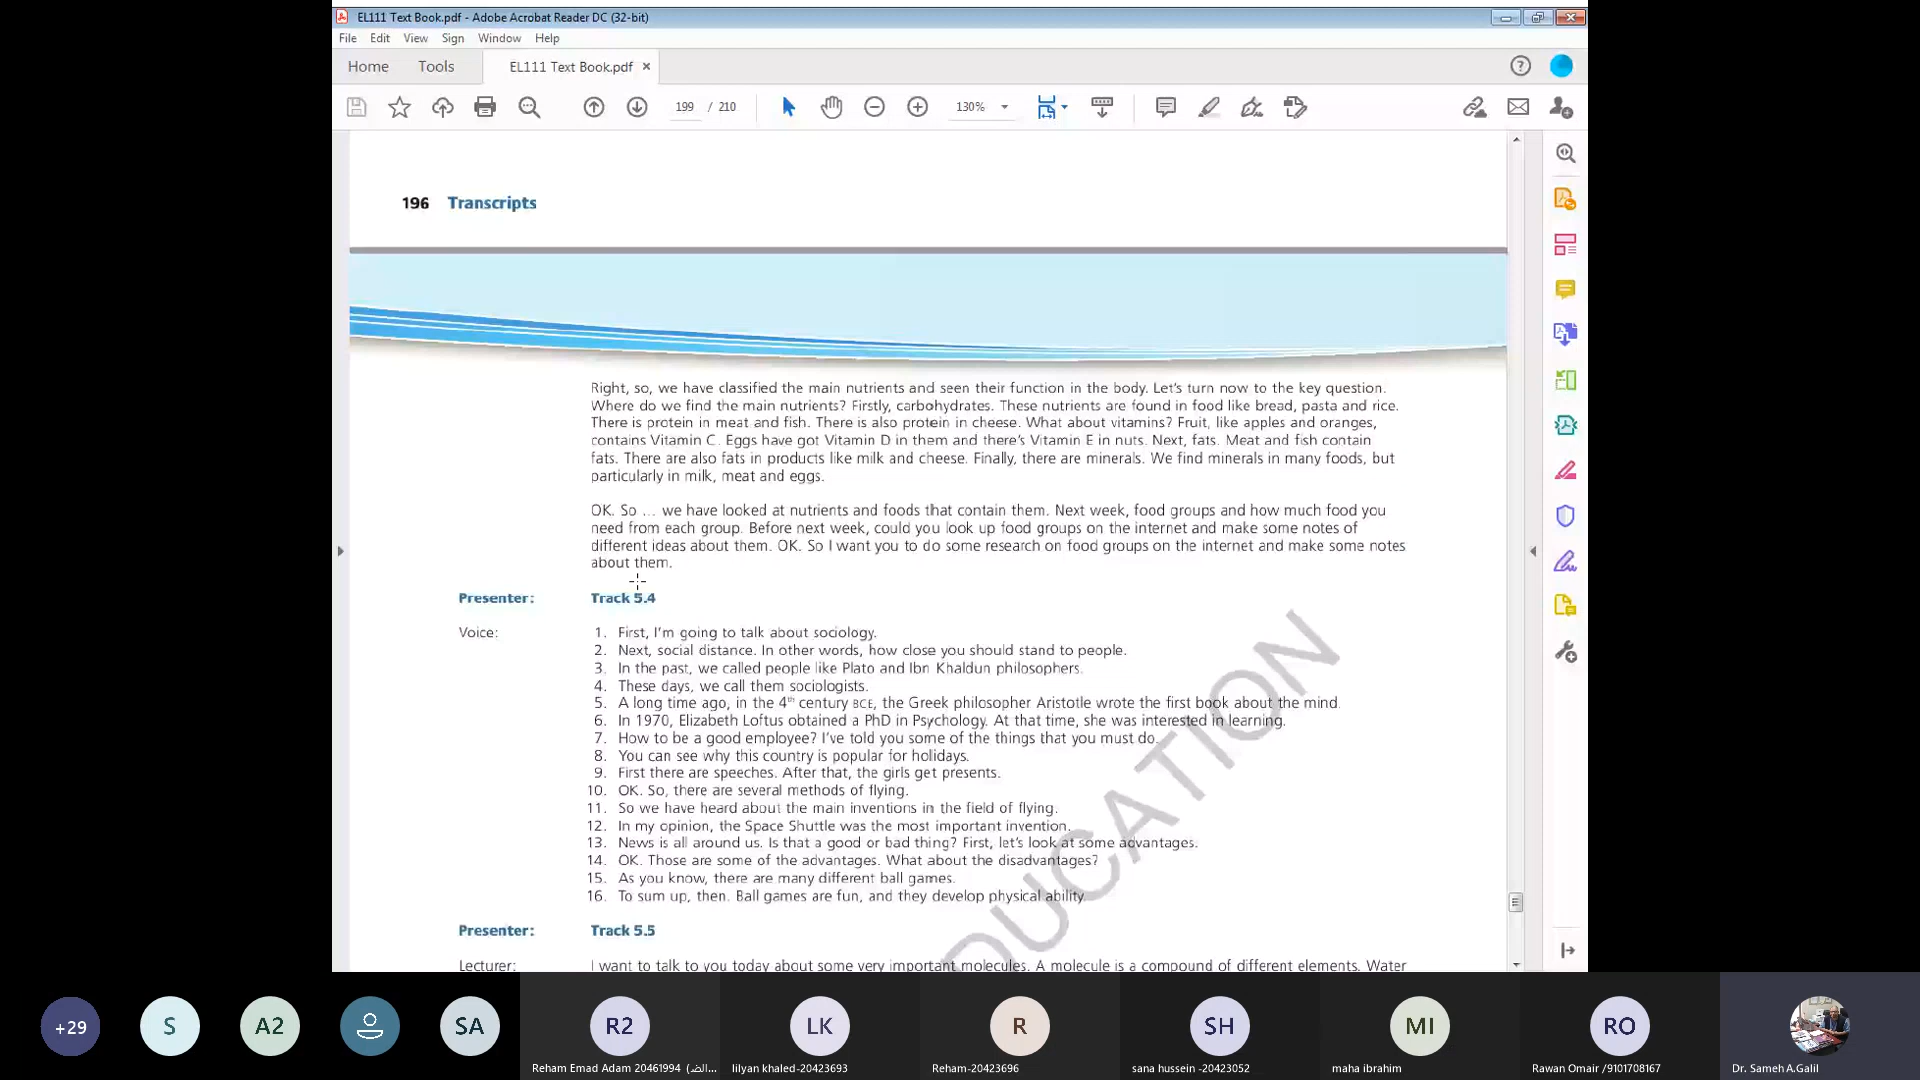 EL111 Text Book.pdf - Adobe Acrobat Reader DC (32-bit)
File Edit View Sign Window Help
Home Tools EL111 Text Book.pdf ×
199 / 210 130%
196 Transcripts
Right, so, we have classified the main nutrients and seen their function in the body. Let's turn now to the key question.
Where do we find the main nutrients? Firstly, carbohydrates. These nutrients are found in food like bread, pasta and rice.
There is protein in meat and fish. There is also protein in cheese. What about vitamins? Fruit, like apples and oranges,
contains Vitamin C. Eggs have got Vitamin D in them and there's Vitamin E in nuts. Next, fats. Meat and fish contain
fats. There are also fats in products like milk and cheese. Finally, there are minerals. We find minerals in many foods, but
particularly in milk, meat and eggs.
OK. So ... we have looked at nutrients and foods that contain them. Next week, food groups and how much food you
need from each group. Before next week, could you look up food groups on the internet and make some notes of
different ideas about them. OK. So I want you to do some research on food groups on the internet and make some notes
about them.
Presenter: Track 5.4
Voice: 1. First, I'm going to talk about sociology.
2. Next, social distance. In other words, how close you should stand to people.
3. In the past, we called people like Plato and Ibn Khaldun philosophers.
4. These days, we call them sociologists.
5. A long time ago, in the 4th century BCE, the Greek philosopher Aristotle wrote the first book about the mind.
6. In 1970, Elizabeth Loftus obtained a PhD in Psychology. At that time, she was interested in learning.
7. How to be a good employee? I've told you some of the things that you must do.
8. You can see why this country is popular for holidays.
9. First there are speeches. After that, the girls get presents.
10. OK. So, there are several methods of flying.
11. So we have heard about the main inventions in the field of flying.
12. In my opinion, the Space Shuttle was the most important invention.
13. News is all around us. Is that a good or bad thing? First, let's look at some advantages.
14. OK. Those are some of the advantages. What about the disadvantages?
15. As you know, there are many different ball games.
16. To sum up, then. Ball games are fun, and they develop physical ability.
Presenter: Track 5.5
Lecturer: I want to talk to you today about some very important molecules. A molecule is a compound of different elements. Water
DUCATION
+29 S A2 SA R2 LK R SH MI RO
Reham Emad Adam 20461994 (الضـ... lilyan khaled-20423693 Reham-20423696 sana hussein -20423052 maha ibrahim Rawan Omair /9101708167 Dr. Sameh A.Galil